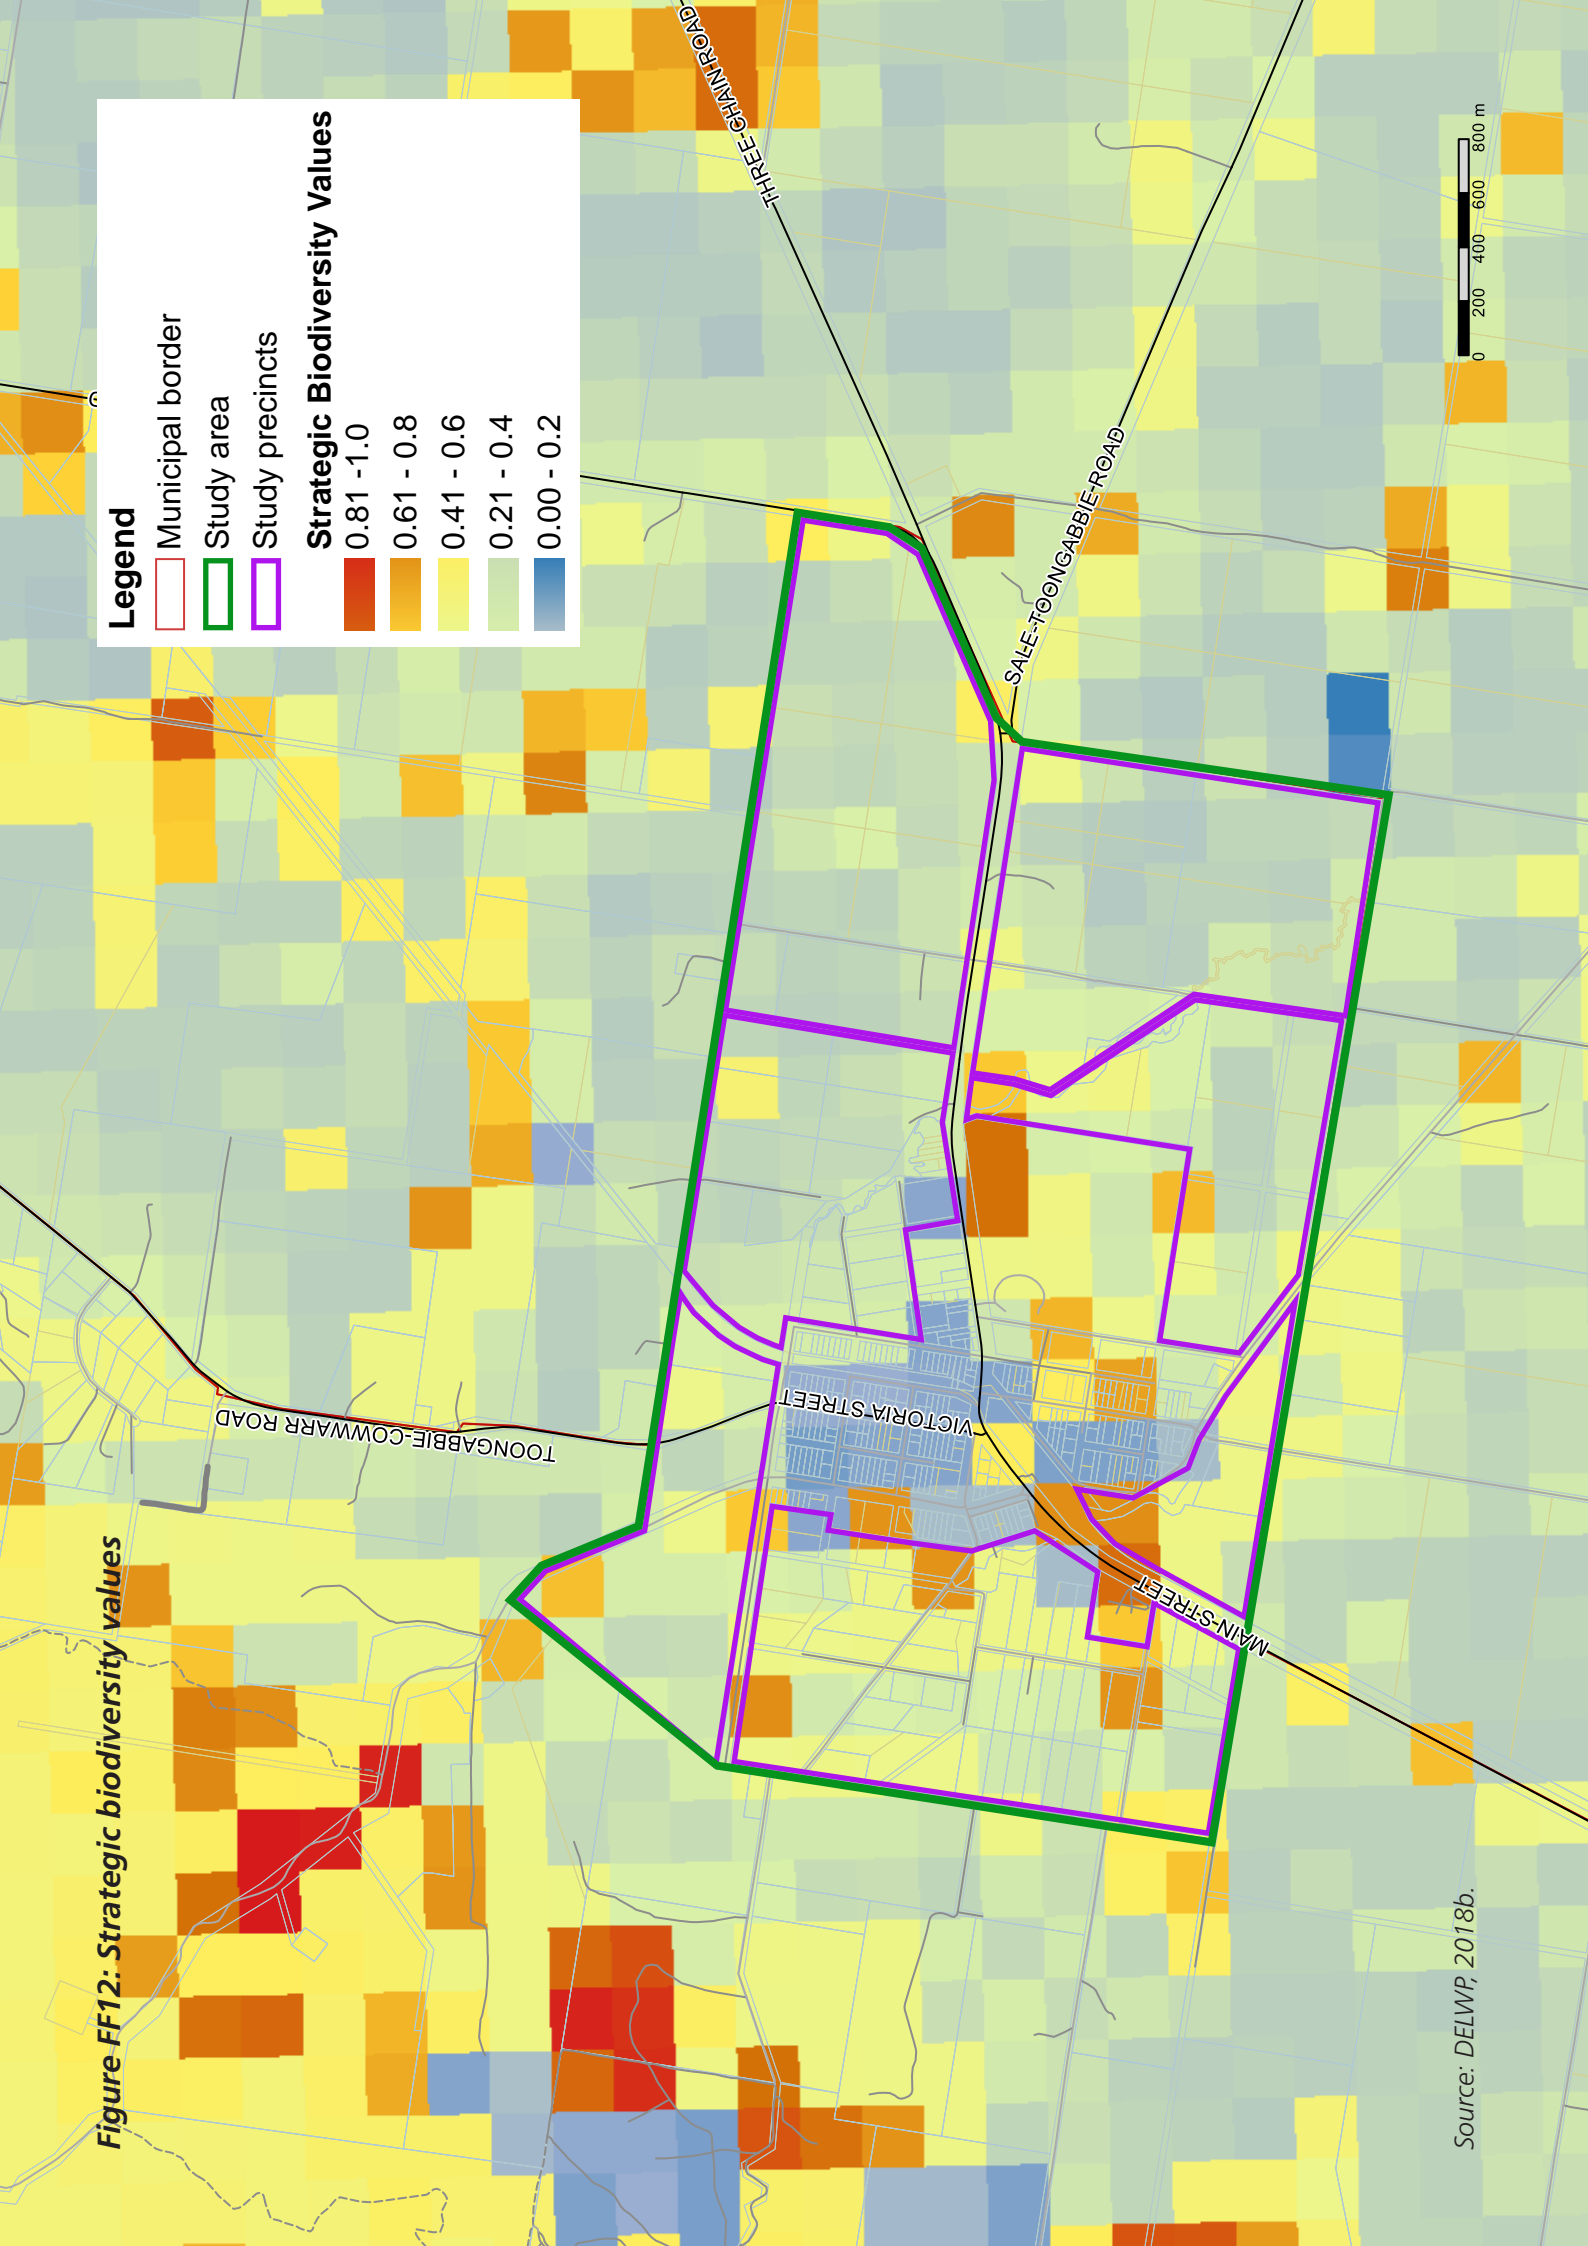 Figure FF12: Strategic biodiversity values
Legend
Municipal border
Study area
Study precincts
Strategic Biodiversity Values
0.81 -1.0
0.61 - 0.8
0.41 - 0.6
0.21 - 0.4
0.00 - 0.2
TOONGABBIE-COWWARR ROAD
THREE-CHAIN-ROAD
SALE-TOONGABBIE-ROAD
VICTORIA STREET
MAIN-STREET
0 200 400 600 800 m
Source: DELWP, 2018b.